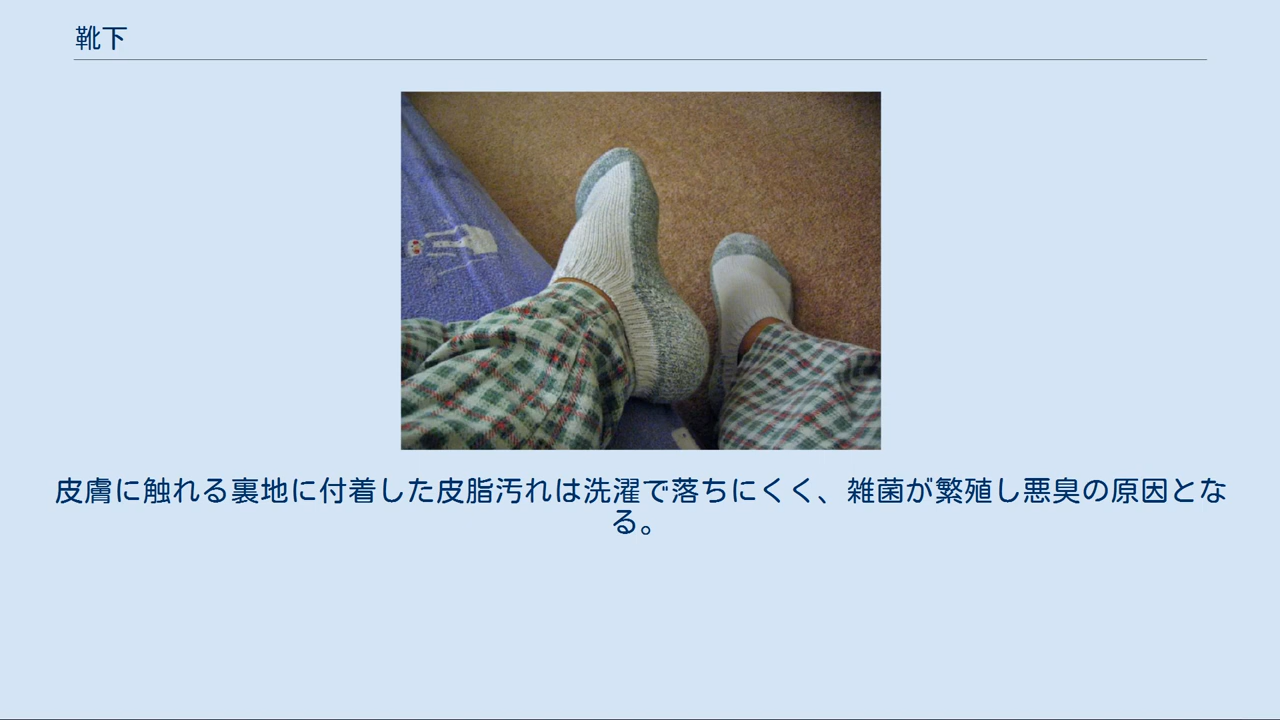 靴下
皮膚に触れる裏地に付着した皮脂汚れは洗濯で落ちにくく、雑菌が繁殖し悪臭の原因とな
る。